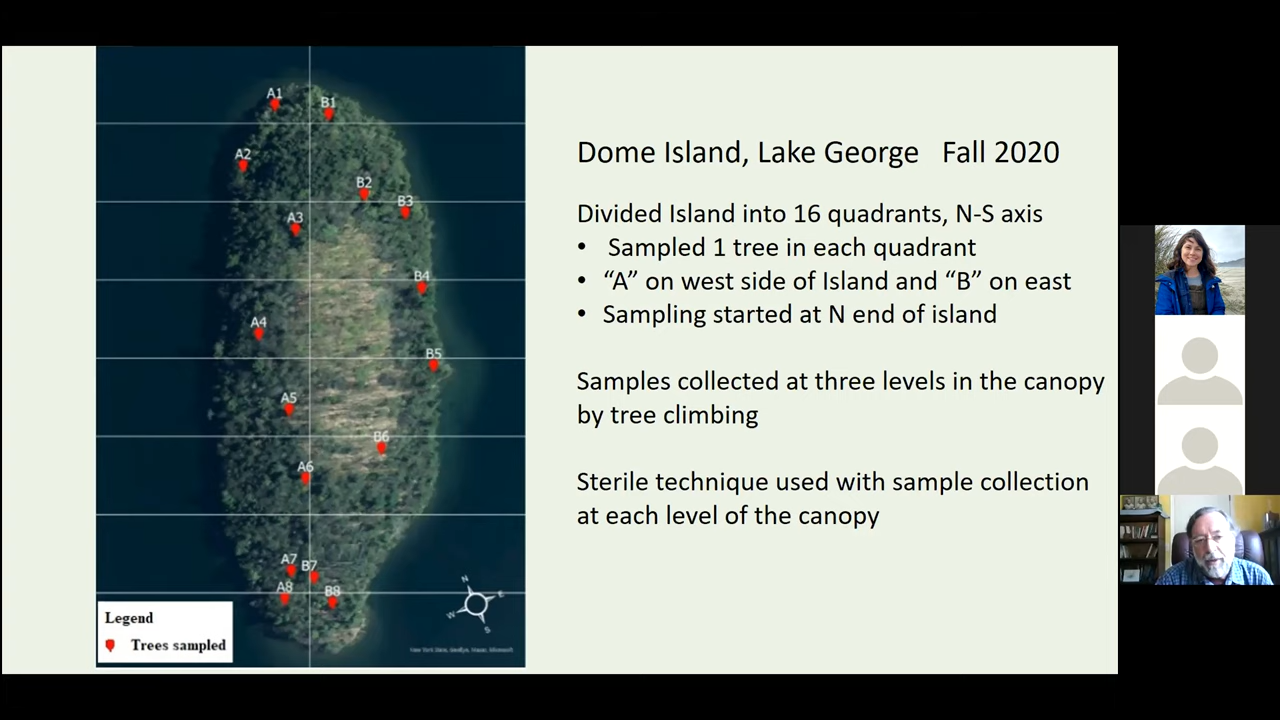 A1
B1
A2
B2
B3
A3
B4
A4
B5
A5
B6
A6
A7
B7
A8
B8
N
E
W
S
Legend
Trees sampled
Dome Island, Lake George Fall 2020
Divided Island into 16 quadrants, N-S axis
• Sampled 1 tree in each quadrant
• “A” on west side of Island and “B” on east
• Sampling started at N end of island
Samples collected at three levels in the canopy
by tree climbing
Sterile technique used with sample collection
at each level of the canopy